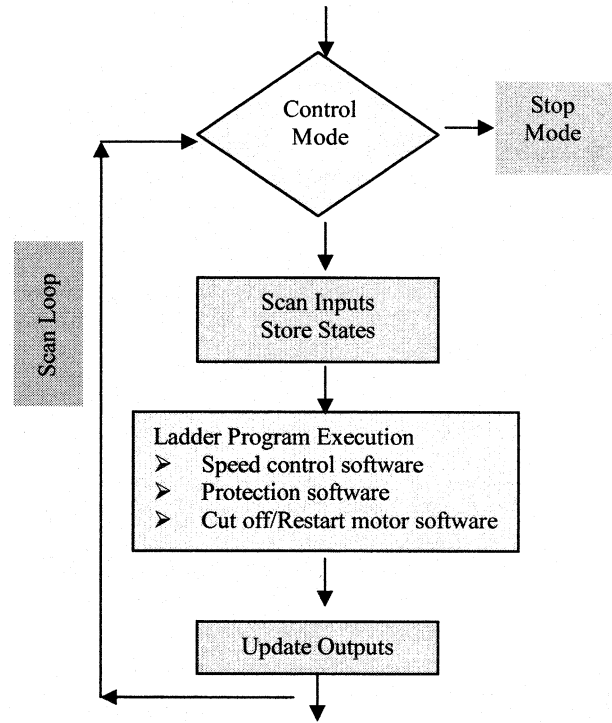 Control
Mode
Stop
Mode
Scan Loop
Scan Inputs
Store States
Ladder Program Execution
➢ Speed control software
➢ Protection software
➢ Cut off/Restart motor software
Update Outputs